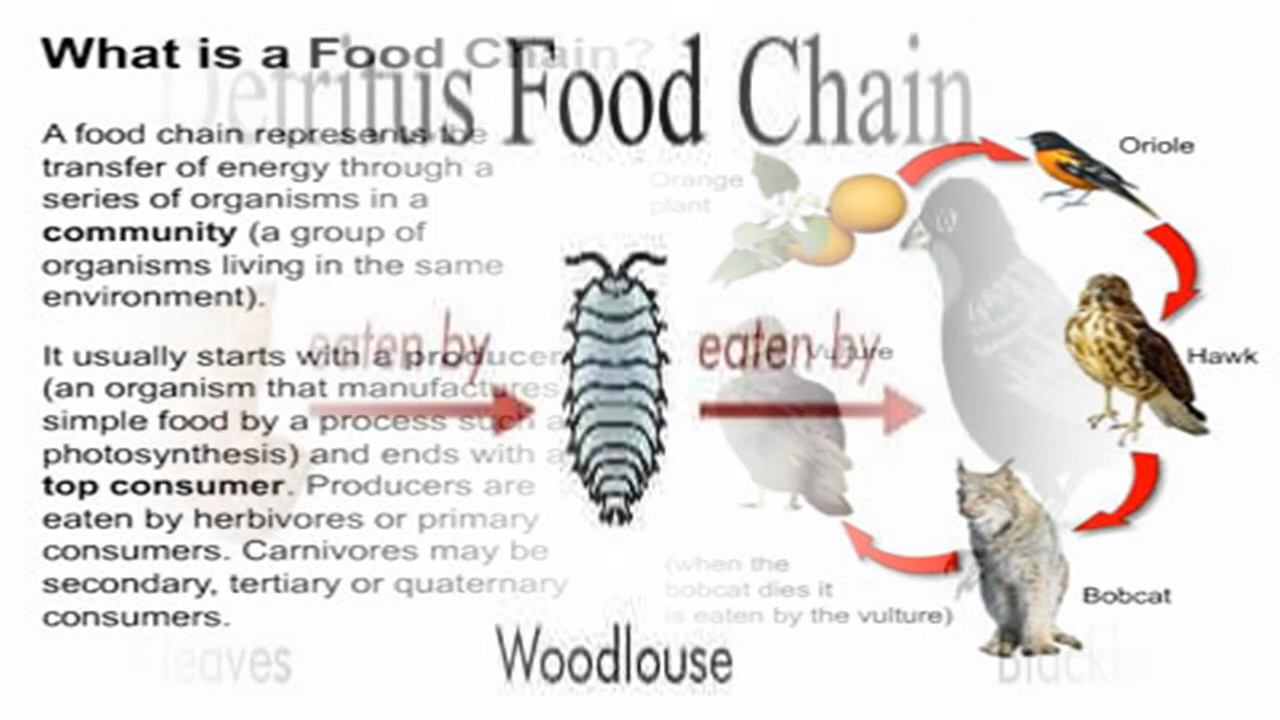 What is a Food Chain?
Detritus Food Chain
A food chain represents the
transfer of energy through a
series of organisms in a
community (a group of
organisms living in the same
environment).
It usually starts with a producer
(an organism that manufactures
simple food by a process such a
photosynthesis) and ends with a
top consumer. Producers are
eaten by herbivores or primary
consumers. Carnivores may be
secondary, tertiary or quaternary
consumers.
eaten by
eaten by
Orange
plant
Oriole
Hawk
Vulture
Bobcat
(when the
bobcat dies it
is eaten by the vulture)
leaves
Woodlouse